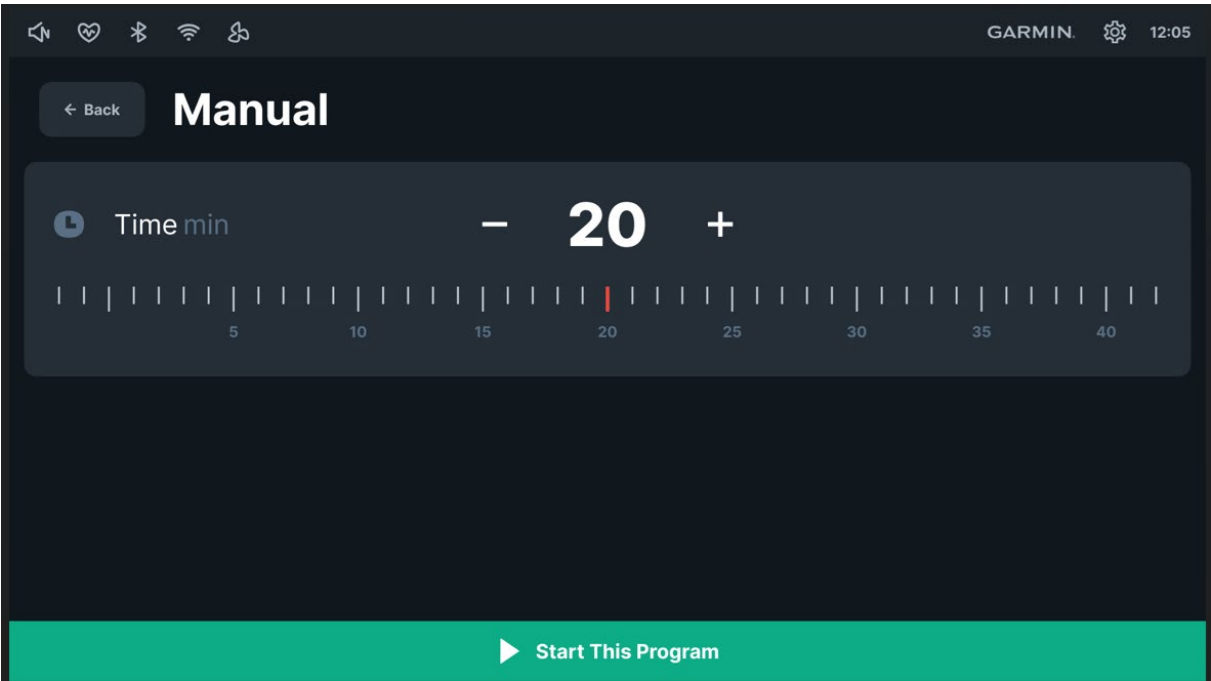 GARMIN. 12:05
← Back Manual
Time min − 20 +
5 10 15 20 25 30 35 40
Start This Program